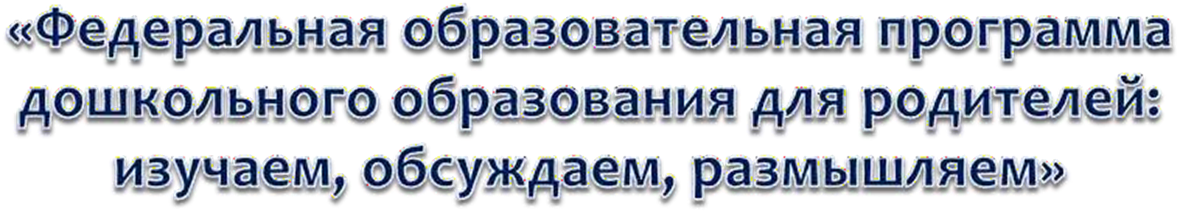 «Федеральная образовательная программа
дошкольного образования для родителей:
изучаем, обсуждаем, размышляем»